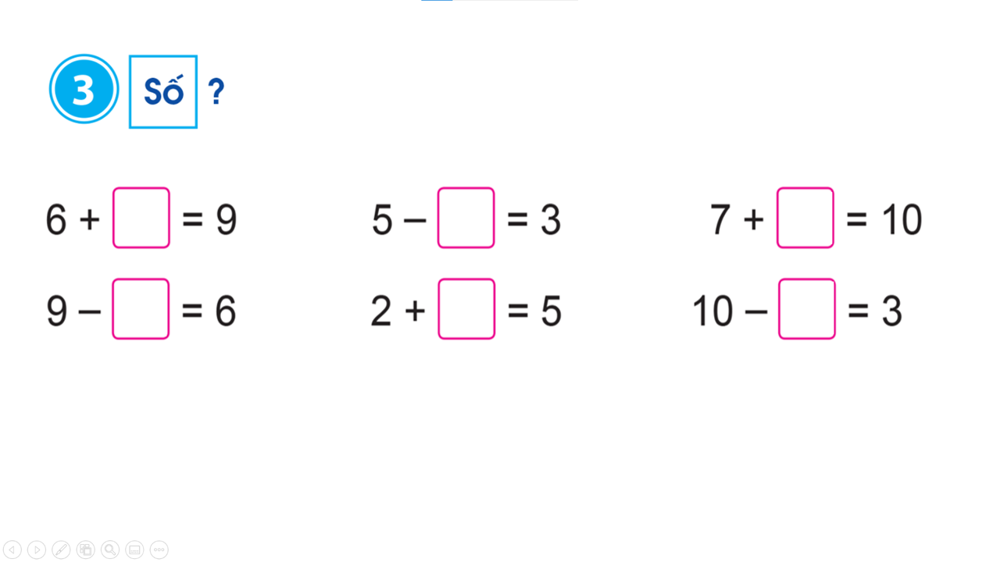 3 Số ?
6 + = 9 5 – = 3 7 + = 10
9 – = 6 2 + = 5 10 – = 3